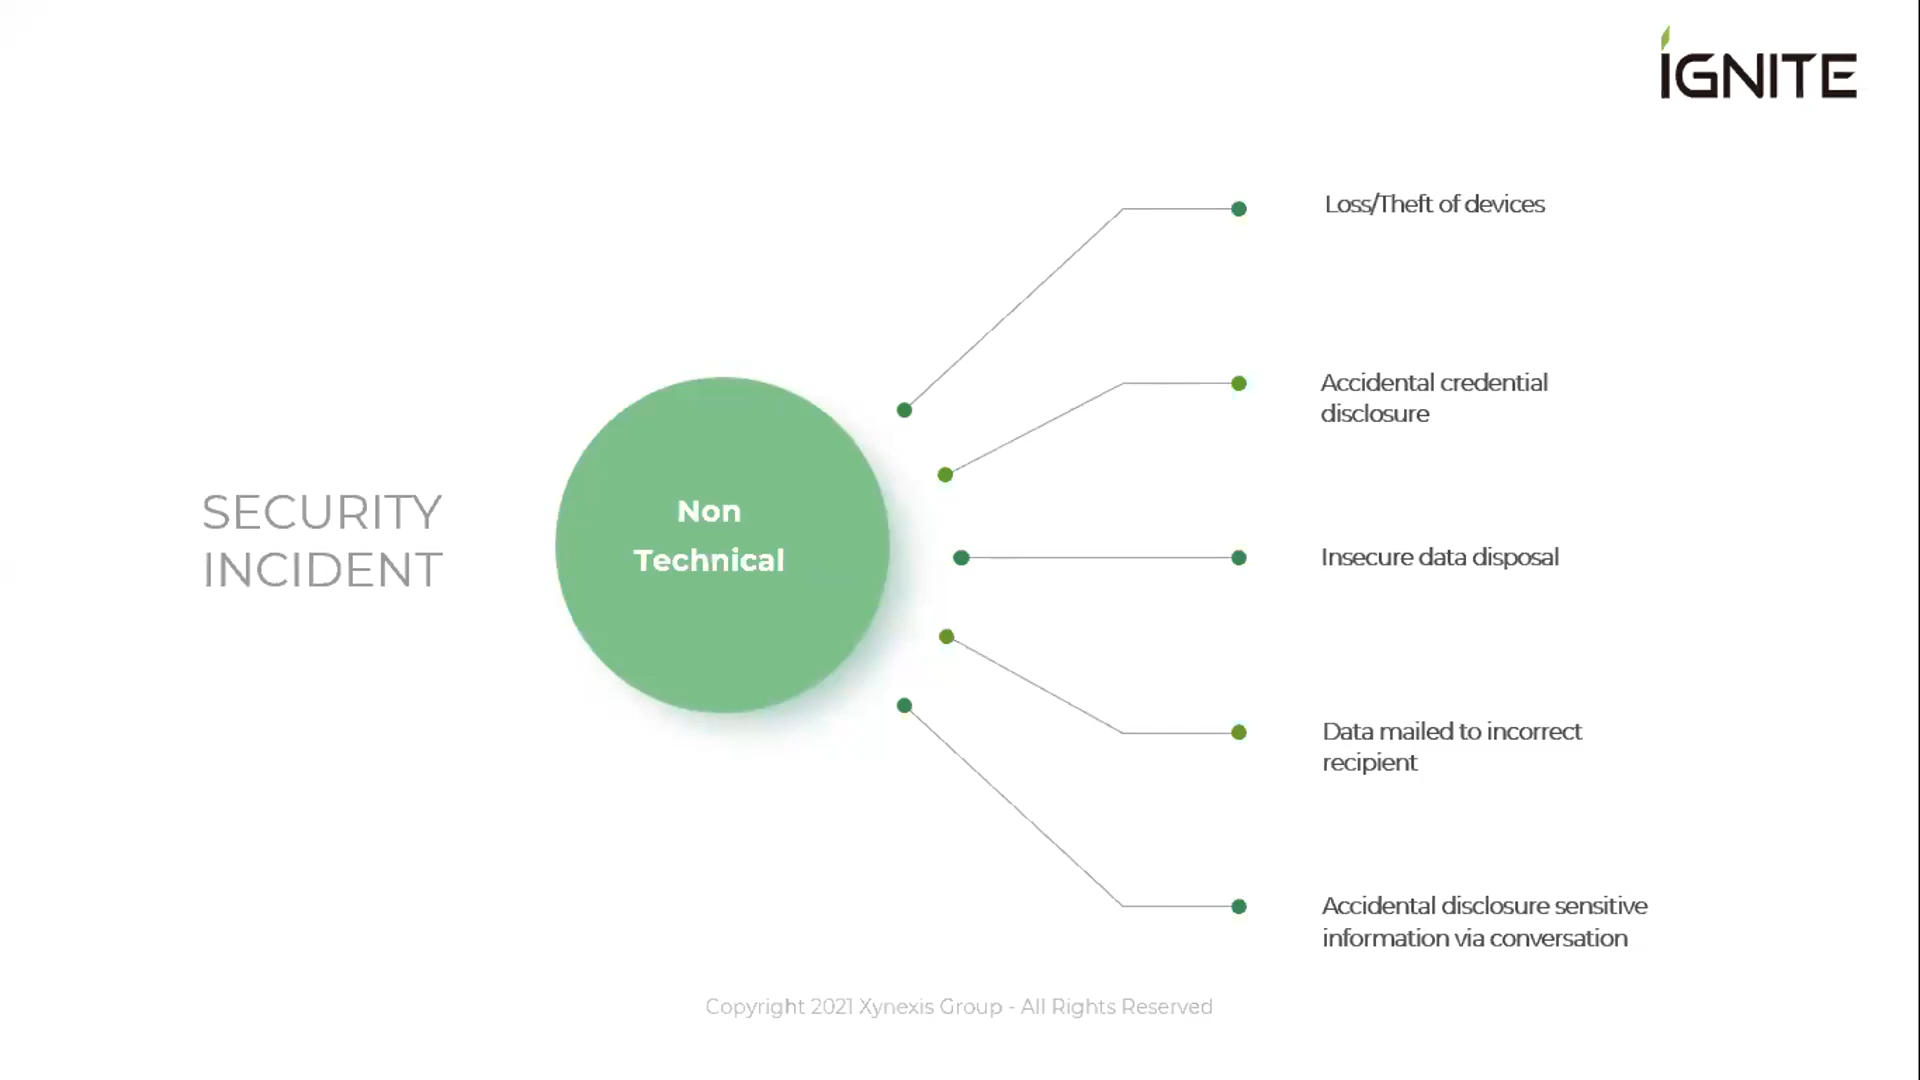 IGNITE
Loss/Theft of devices
Accidental credential
disclosure
SECURITY
INCIDENT
Non
Technical
Insecure data disposal
Data mailed to incorrect
recipient
Accidental disclosure sensitive
information via conversation
Copyright 2021 Xynexis Group - All Rights Reserved